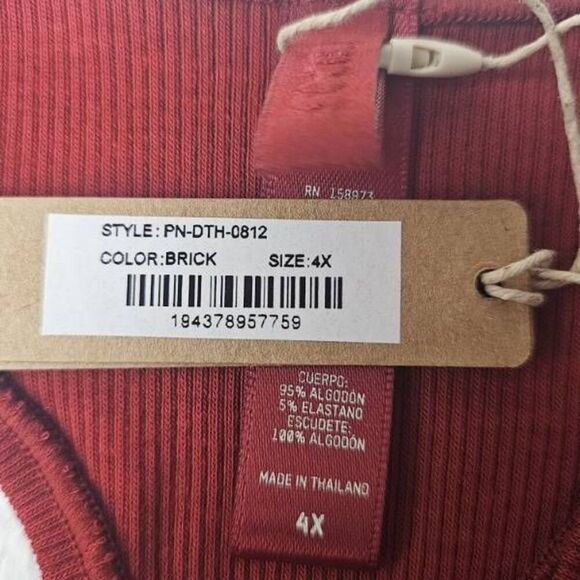 RN 158973
STYLE: PN-DTH-0812
COLOR:BRICK SIZE:4X
194378957759
CUERPO:
95% ALGODÓN
5% ELASTANO
ESCUDETE:
100% ALGODÓN
MADE IN THAILAND
4X